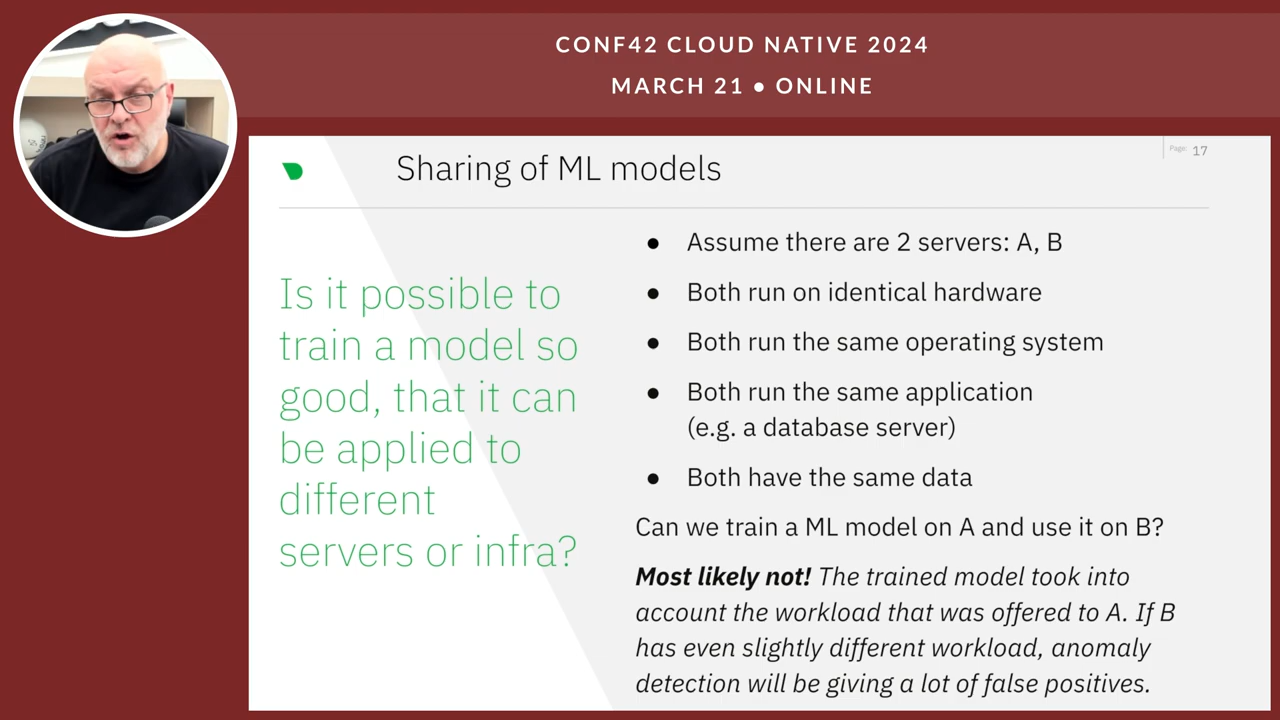 CONF42 CLOUD NATIVE 2024
MARCH 21 ● ONLINE
Page: 17
Sharing of ML models
Is it possible to
train a model so
good, that it can
be applied to
different
servers or infra?
● Assume there are 2 servers: A, B
● Both run on identical hardware
● Both run the same operating system
● Both run the same application
(e.g. a database server)
● Both have the same data
Can we train a ML model on A and use it on B?
Most likely not! The trained model took into
account the workload that was offered to A. If B
has even slightly different workload, anomaly
detection will be giving a lot of false positives.